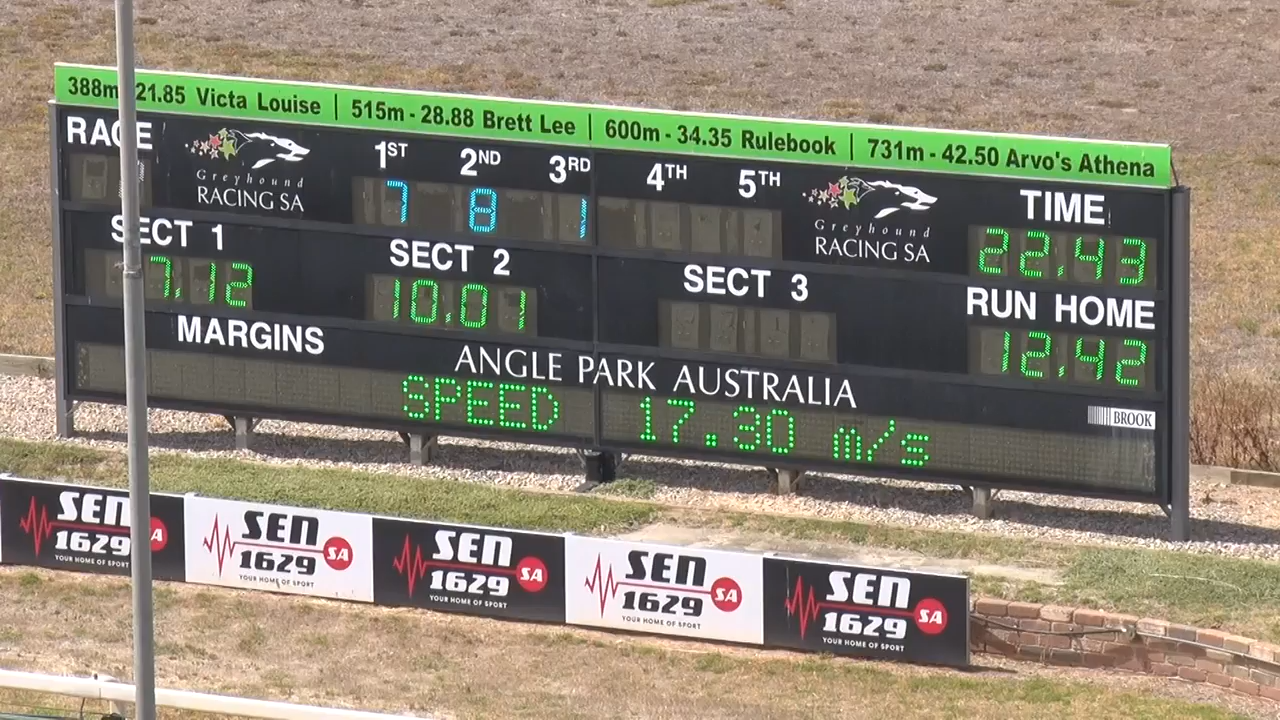 388m 21.85 Victa Louise | 515m - 28.88 Brett Lee | 600m - 34.35 Rulebook | 731m - 42.50 Arvo's Athena
RACE
Greyhound
RACING SA
1ST 2ND 3RD 4TH 5TH
7 8 1
Greyhound
RACING SA
TIME
22.43
SECT 1
7.12
SECT 2
10.01
SECT 3
RUN HOME
12.42
MARGINS
ANGLE PARK AUSTRALIA
SPEED 17.30 m/s
BROOK
SEN
1629 SA
YOUR HOME OF SPORT
SEN
1629 SA
YOUR HOME OF SPORT
SEN
1629 SA
YOUR HOME OF SPORT
SEN
1629 SA
YOUR HOME OF SPORT
SEN
1629 SA
YOUR HOME OF SPORT